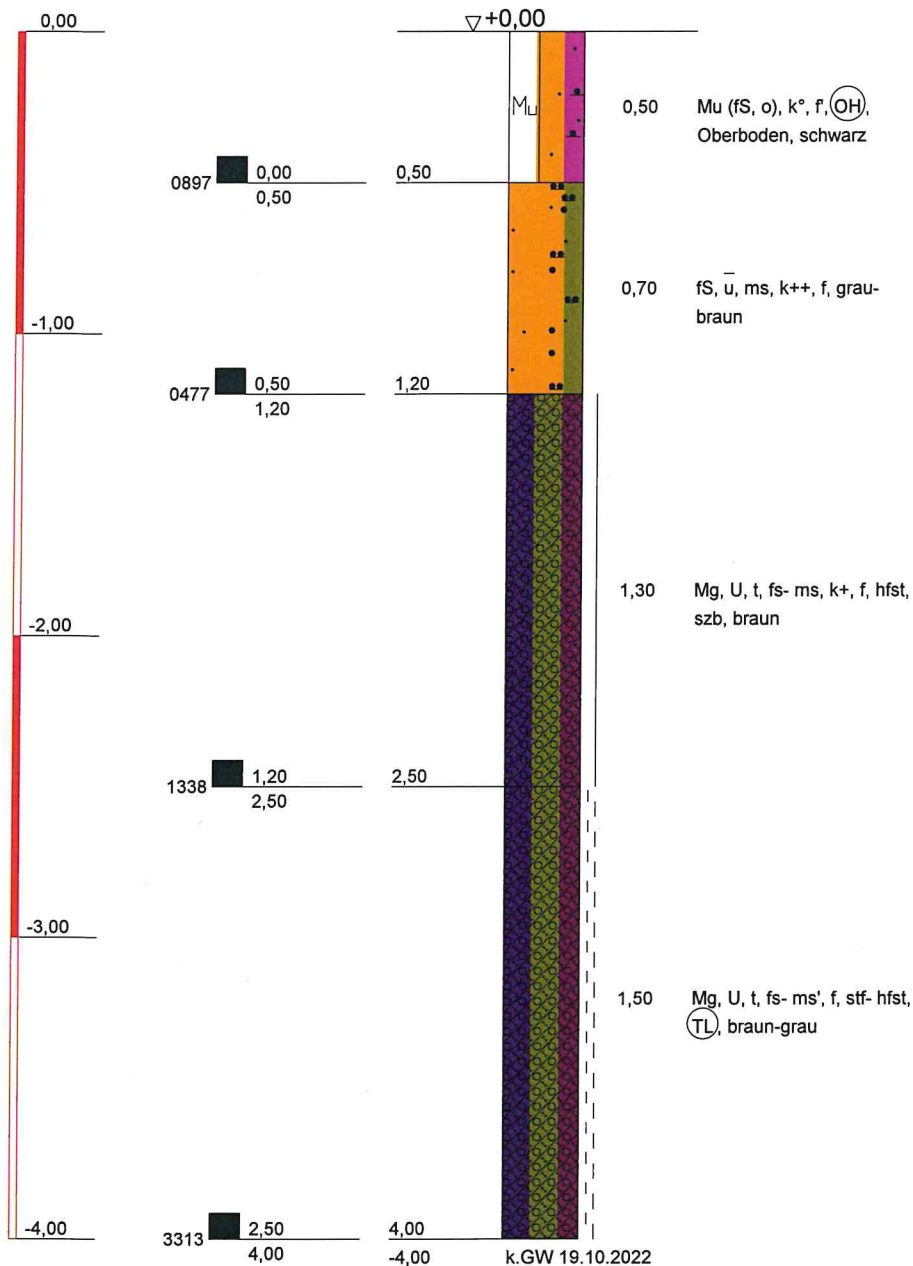 0,00
+0,00
Mu
0,50 Mu (fS, o), k°, f', OH,
Oberboden, schwarz
0897 0,00 0,50
0,50
0,70 fS, u̅, ms, k++, f, grau-
braun
-1,00
0477 0,50 1,20
1,20
1,30 Mg, U, t, fs- ms, k+, f, hfst,
szb, braun
-2,00
1338 1,20 2,50
2,50
-3,00
1,50 Mg, U, t, fs- ms', f, stf- hfst,
TL, braun-grau
-4,00 3313 2,50 4,00
4,00 -4,00 k.GW 19.10.2022